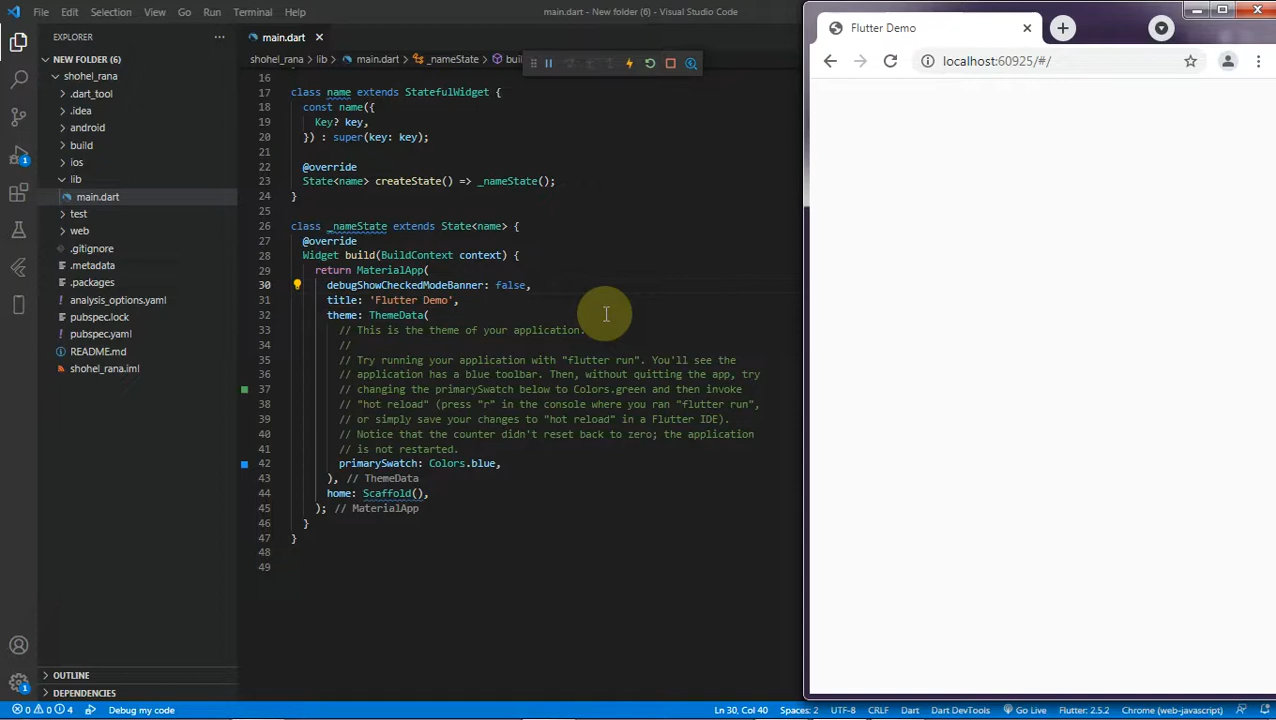 File Edit Selection View Go Run Terminal Help
main.dart - New folder (6) - Visual Studio Code
EXPLORER
NEW FOLDER (6)
shohel_rana
.dart_tool
.idea
android
build
ios
lib
main.dart
test
web
.gitignore
.metadata
.packages
analysis_options.yaml
pubspec.lock
pubspec.yaml
README.md
shohel_rana.iml
OUTLINE
DEPENDENCIES
1
1
main.dart
shohel_rana > lib > main.dart > _nameState >
16
17 class name extends StatefulWidget {
18 const name({
19 Key? key,
20 }) : super(key: key);
21
22 @override
23 State<name> createState() => _nameState();
24 }
25
26 class _nameState extends State<name> {
27 @override
28 Widget build(BuildContext context) {
29 return MaterialApp(
30 debugShowCheckedModeBanner: false,
31 title: 'Flutter Demo',
32 theme: ThemeData(
33 // This is the theme of your application.
34 //
35 // Try running your application with "flutter run". You'll see the
36 // application has a blue toolbar. Then, without quitting the app, try
37 // changing the primarySwatch below to Colors.green and then invoke
38 // "hot reload" (press "r" in the console where you ran "flutter run",
39 // or simply save your changes to "hot reload" in a Flutter IDE).
40 // Notice that the counter didn't reset back to zero; the application
41 // is not restarted.
42 primarySwatch: Colors.blue,
43 ), // ThemeData
44 home: Scaffold(),
45 ); // MaterialApp
46 }
47 }
48
49
Flutter Demo
localhost:60925/#/
0 0 4 Debug my code
Ln 30, Col 40 Spaces: 2 UTF-8 CRLF Dart Dart DevTools Go Live Flutter: 2.5.2 Chrome (web-javascript)